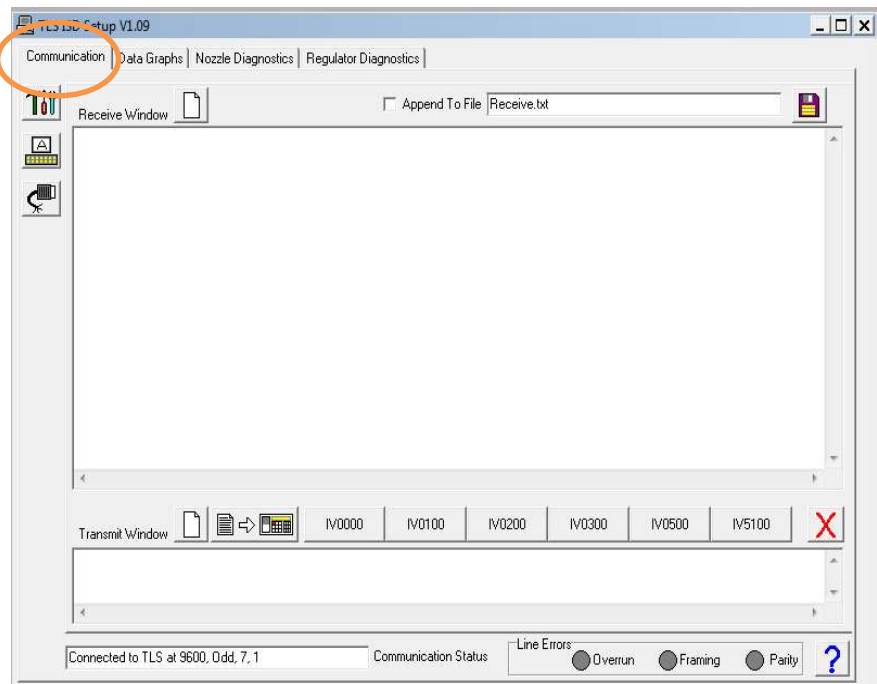 TLS ISD Setup V1.09
Communication Data Graphs Nozzle Diagnostics Regulator Diagnostics
Receive Window Append To File Receive.txt
A
Transmit Window IV0000 IV0100 IV0200 IV0300 IV0500 IV5100 X
Connected to TLS at 9600, Odd, 7, 1 Communication Status Line Errors Overrun Framing Parity ?